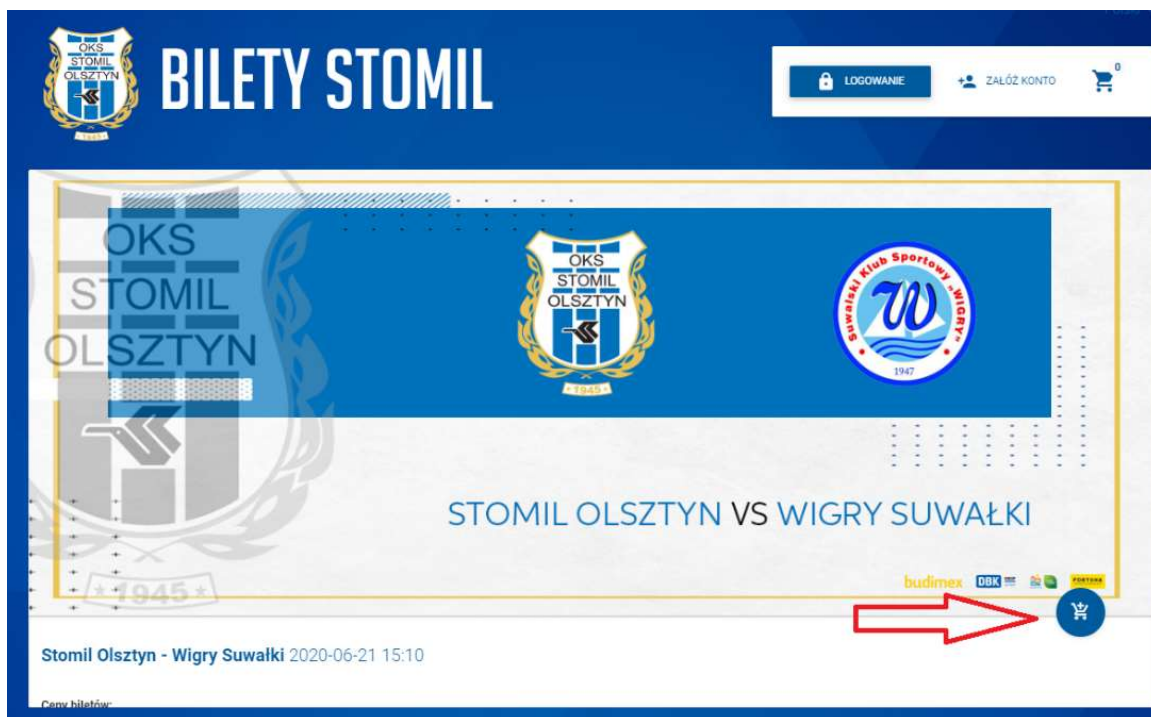 OKS
STOMIL
OLSZTYN
1945
BILETY STOMIL
LOGOWANIE
ZAŁÓŻ KONTO
0
OKS
STOMIL
OLSZTYN
1945
OKS
STOMIL
OLSZTYN
1945
Suwalski Klub Sportowy „WIGRY”
W
1947
STOMIL OLSZTYN VS WIGRY SUWAŁKI
budimex DBK FORTUNA
Stomil Olsztyn - Wigry Suwałki 2020-06-21 15:10
Ceny biletów: